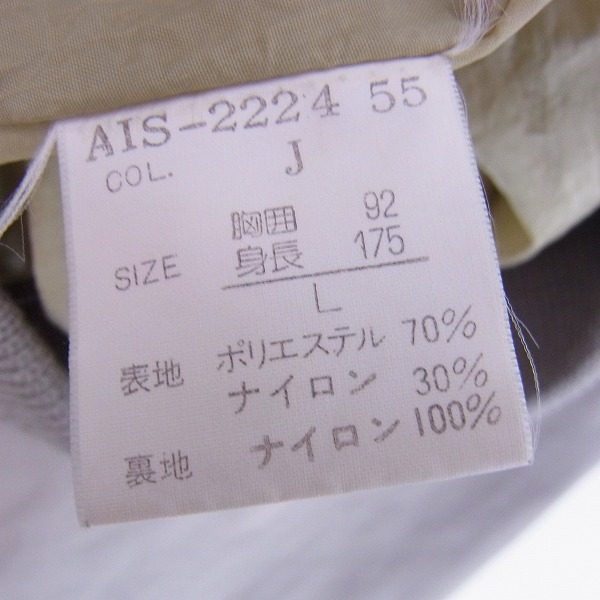 AIS-2224 55
COL. J
胸囲 92
SIZE 身長 175
L
表地 ポリエステル 70%
ナイロン 30%
裏地 ナイロン 100%